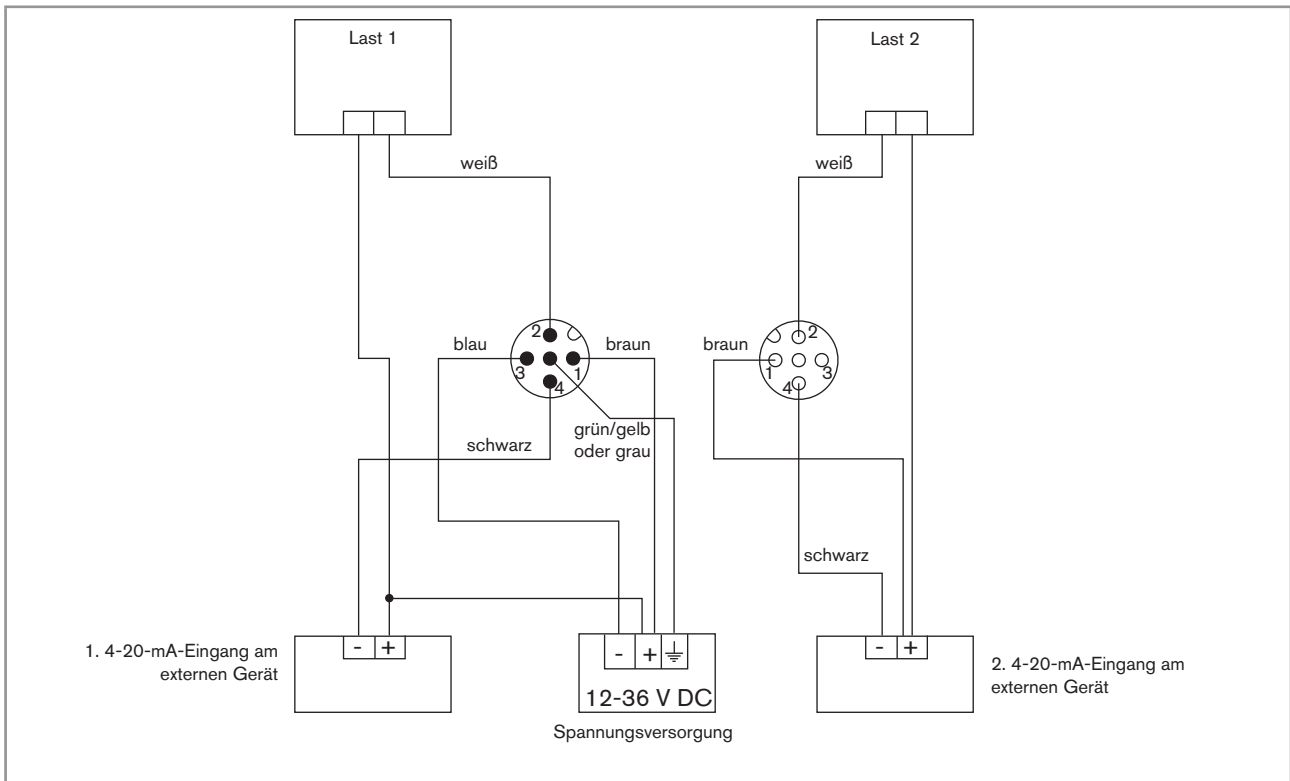 Last 1
Last 2
weiß
weiß
2
2
blau
braun
braun
3
1
1
3
4
4
grün/gelb
oder grau
schwarz
schwarz
1. 4-20-mA-Eingang am
externen Gerät
- +
- +
12-36 V DC
Spannungsversorgung
- +
2. 4-20-mA-Eingang am
externen Gerät